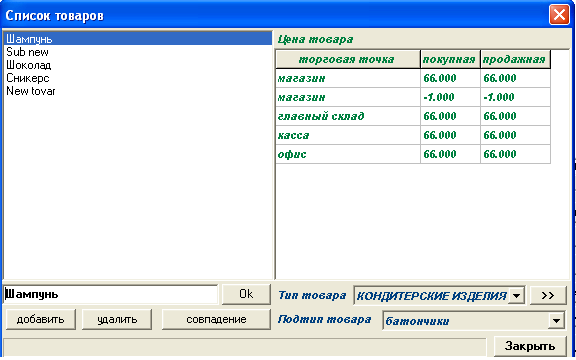 Список товаров
Шампунь
Sub new
Шоколад
Сникерс
New tovar
Цена товара
торговая точка покупная продажная
магазин 66.000 66.000
магазин -1.000 -1.000
главный склад 66.000 66.000
касса 66.000 66.000
офис 66.000 66.000
Шампунь Ok
Тип товара КОНДИТЕРСКИЕ ИЗДЕЛИЯ >>
добавить удалить совпадение
Подтип товара батончики
Закрыть